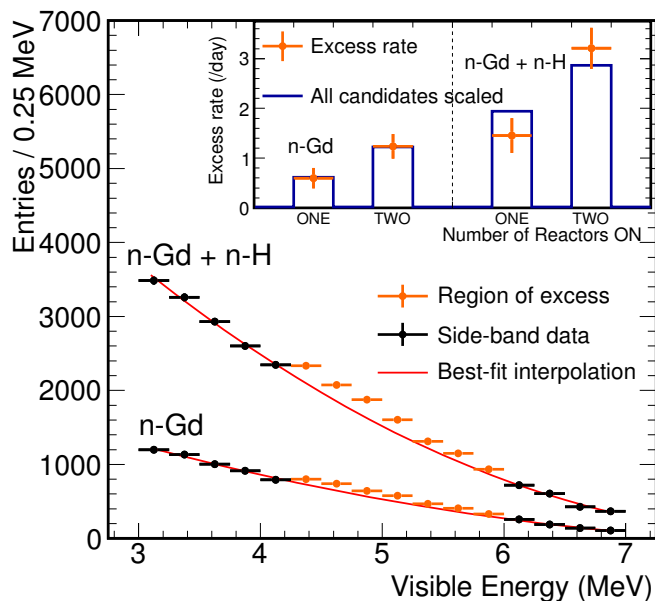 Entries / 0.25 MeV
7000
6000
5000
4000
3000
2000
1000
0
3
4
5
6
7
Visible Energy (MeV)
n-Gd + n-H
n-Gd
Region of excess
Side-band data
Best-fit interpolation
Excess rate (/day)
3
2
1
0
Excess rate
All candidates scaled
n-Gd
n-Gd + n-H
ONE
TWO
ONE
TWO
Number of Reactors ON